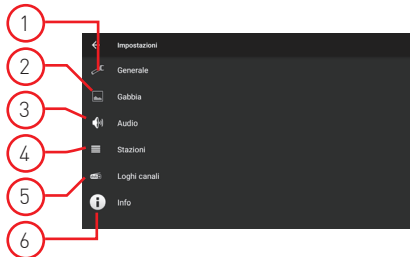 1
Impostazioni
Generale
2
Gabbia
3
Audio
4
Stazioni
5
Loghi canali
6
Info